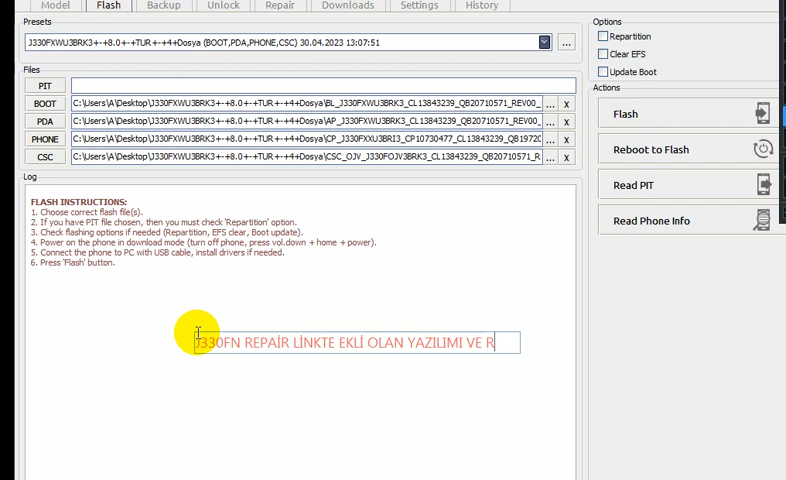 Model Flash Backup Unlock Repair Downloads Settings History
Presets
J330FXWU3BRK3+-+8.0+-+TUR+-+4+Dosya (BOOT,PDA,PHONE,CSC) 30.04.2023 13:07:51
...
Files
PIT
BOOT C:\Users\A\Desktop\J330FXWU3BRK3+-+8.0+-+TUR+-+4+Dosya\BL_J330FXWU3BRK3_CL13843239_QB20710571_REV00_ ... x
PDA C:\Users\A\Desktop\J330FXWU3BRK3+-+8.0+-+TUR+-+4+Dosya\AP_J330FXWU3BRK3_CL13843239_QB20710571_REV00_ ... x
PHONE C:\Users\A\Desktop\J330FXWU3BRK3+-+8.0+-+TUR+-+4+Dosya\CP_J330FXXU3BRI3_CP10730477_CL13843239_QB19720 ... x
CSC C:\Users\A\Desktop\J330FXWU3BRK3+-+8.0+-+TUR+-+4+Dosya\CSC_OJV_J330FOJV3BRK3_CL13843239_QB20710571_R ... x
Log
FLASH INSTRUCTIONS:
1. Choose correct flash file(s).
2. If you have PIT file chosen, then you must check 'Repartition' option.
3. Check flashing options if needed (Repartition, EFS clear, Boot update).
4. Power on the phone in download mode (turn off phone, press vol.down + home + power).
5. Connect the phone to PC with USB cable, install drivers if needed.
6. Press 'Flash' button.
J330FN REPAİR LİNKTE EKLİ OLAN YAZILIMI VE R
Options
Repartition
Clear EFS
Update Boot
Actions
Flash
Reboot to Flash
Read PIT
Read Phone Info